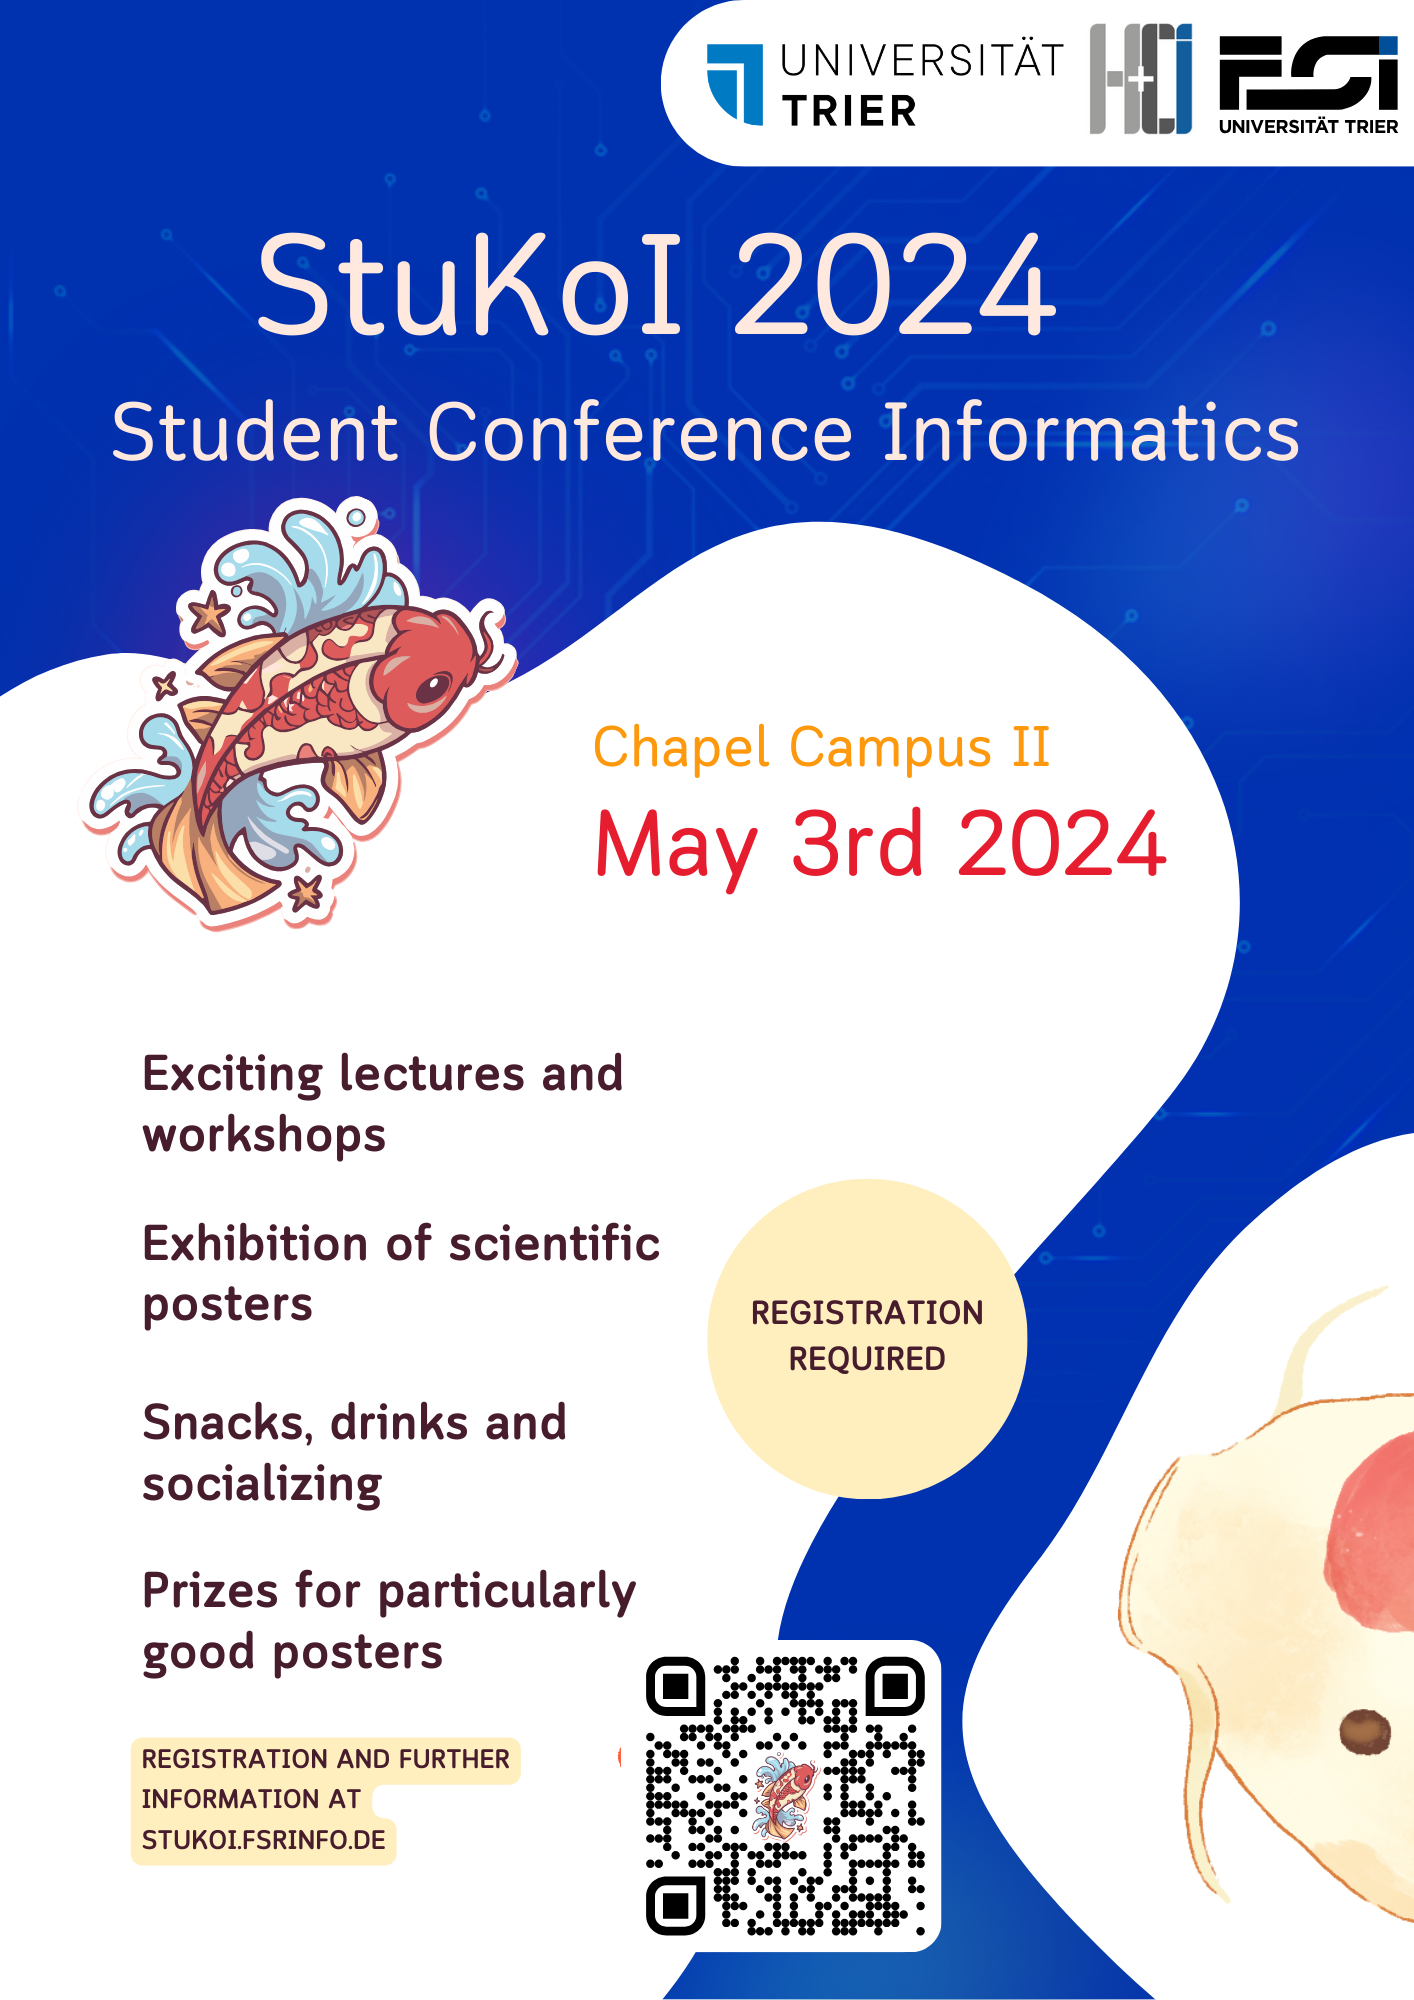 UNIVERSITÄT
TRIER
H+CI
FSI
UNIVERSITÄT TRIER
StuKoI 2024
Student Conference Informatics
Chapel Campus II
May 3rd 2024
Exciting lectures and
workshops
Exhibition of scientific
posters
REGISTRATION
REQUIRED
Snacks, drinks and
socializing
Prizes for particularly
good posters
REGISTRATION AND FURTHER
INFORMATION AT
STUKOI.FSRINFO.DE